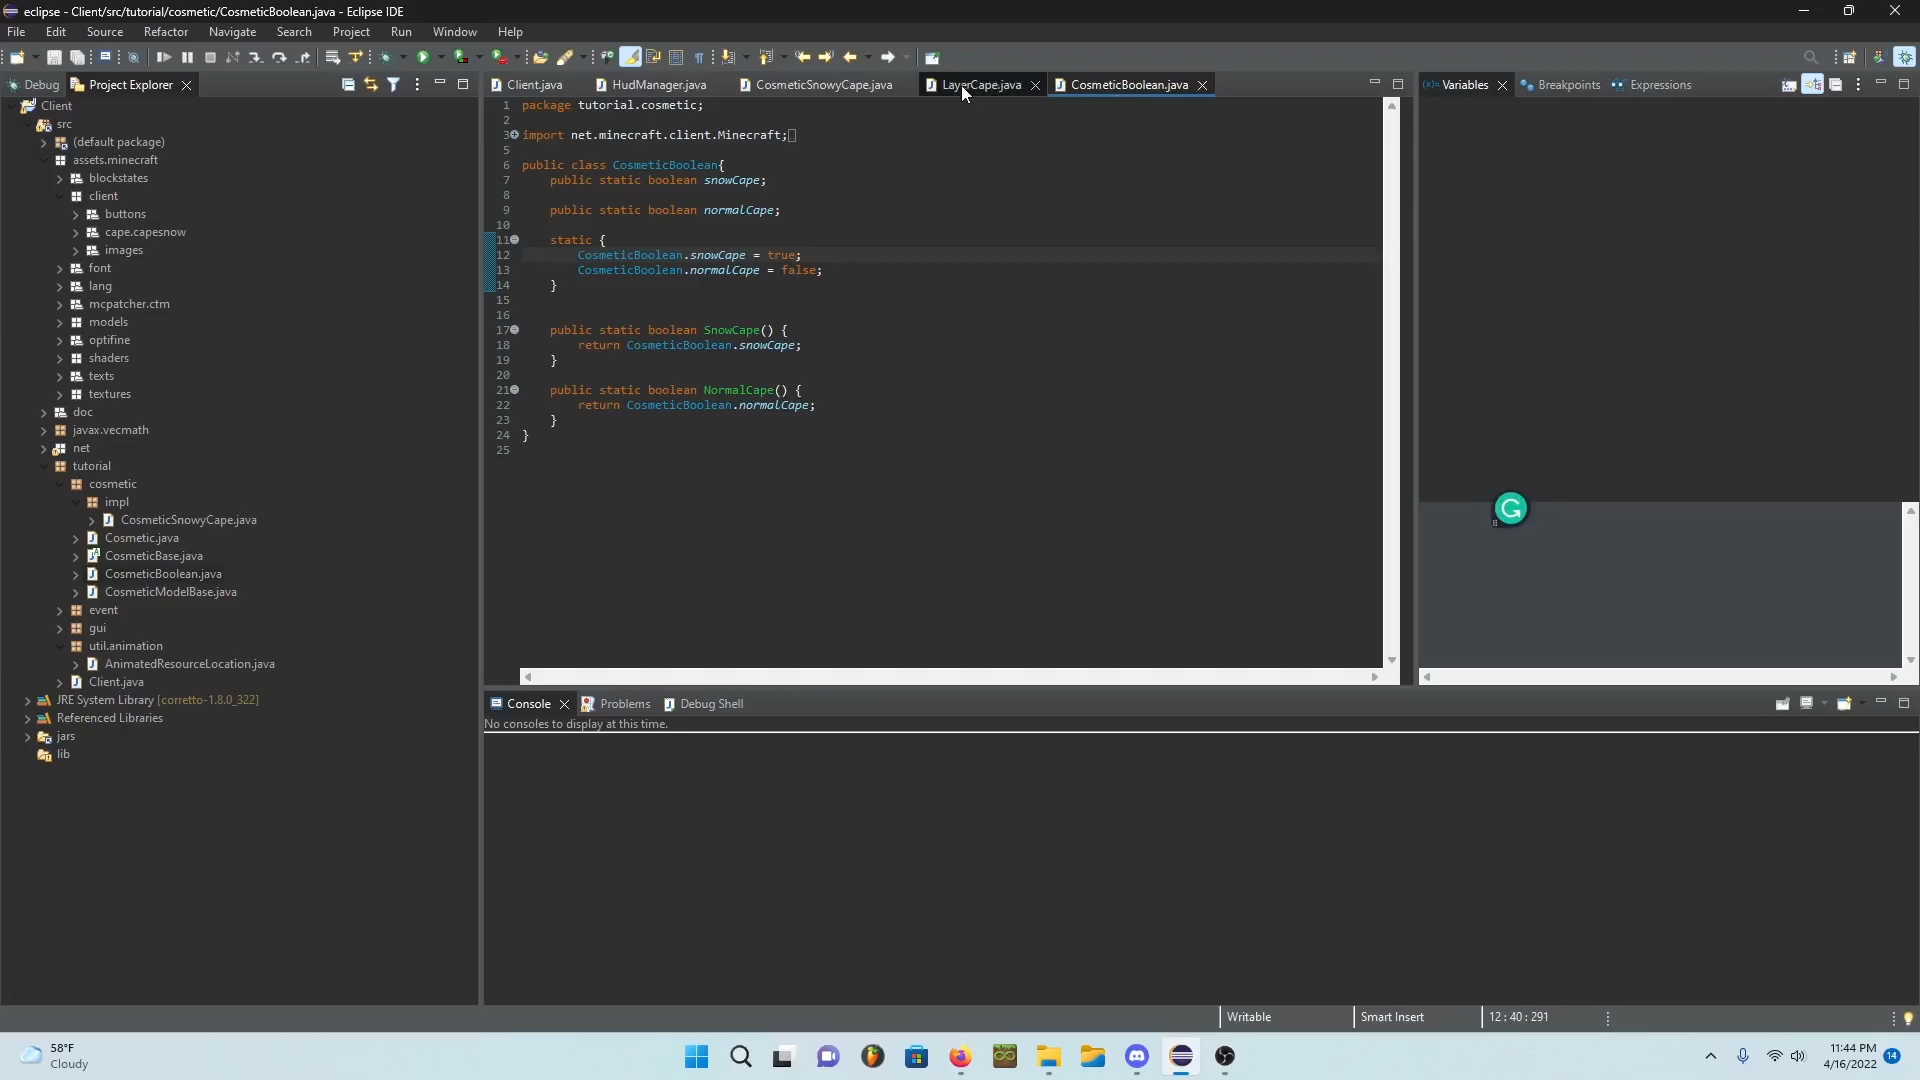 eclipse - Client/src/tutorial/cosmetic/CosmeticBoolean.java - Eclipse IDE
File Edit Source Refactor Navigate Search Project Run Window Help
Debug Project Explorer
Client.java HudManager.java CosmeticSnowyCape.java LayerCape.java CosmeticBoolean.java
Variables Breakpoints Expressions
Client
src
(default package)
assets.minecraft
blockstates
client
buttons
cape.capesnow
images
font
lang
mcpatcher.ctm
models
optifine
shaders
texts
textures
doc
javax.vecmath
net
tutorial
cosmetic
impl
CosmeticSnowyCape.java
Cosmetic.java
CosmeticBase.java
CosmeticBoolean.java
CosmeticModelBase.java
event
gui
util.animation
AnimatedResourceLocation.java
Client.java
JRE System Library [corretto-1.8.0_322]
Referenced Libraries
jars
lib
1 package tutorial.cosmetic;
2
3 import net.minecraft.client.Minecraft;
5
6 public class CosmeticBoolean{
7 public static boolean snowCape;
8
9 public static boolean normalCape;
10
11 static {
12 CosmeticBoolean.snowCape = true;
13 CosmeticBoolean.normalCape = false;
14 }
15
16
17 public static boolean SnowCape() {
18 return CosmeticBoolean.snowCape;
19 }
20
21 public static boolean NormalCape() {
22 return CosmeticBoolean.normalCape;
23 }
24 }
25
Console Problems Debug Shell
No consoles to display at this time.
Writable Smart Insert 12 : 40 : 291
58°F
Cloudy
11:44 PM
4/16/2022
14